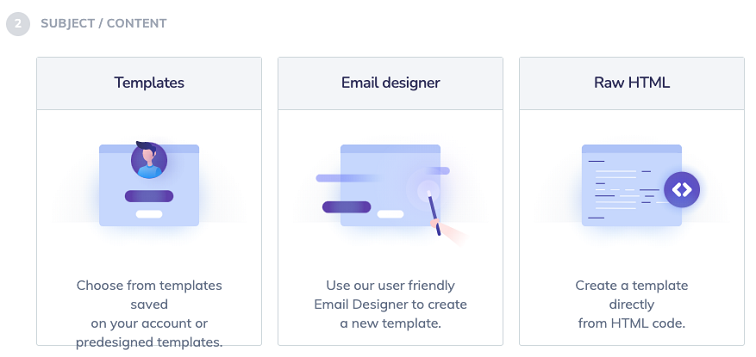 2 SUBJECT / CONTENT
Templates
Choose from templates
saved
on your account or
predesigned templates.
Email designer
Use our user friendly
Email Designer to create
a new template.
Raw HTML
Create a template
directly
from HTML code.